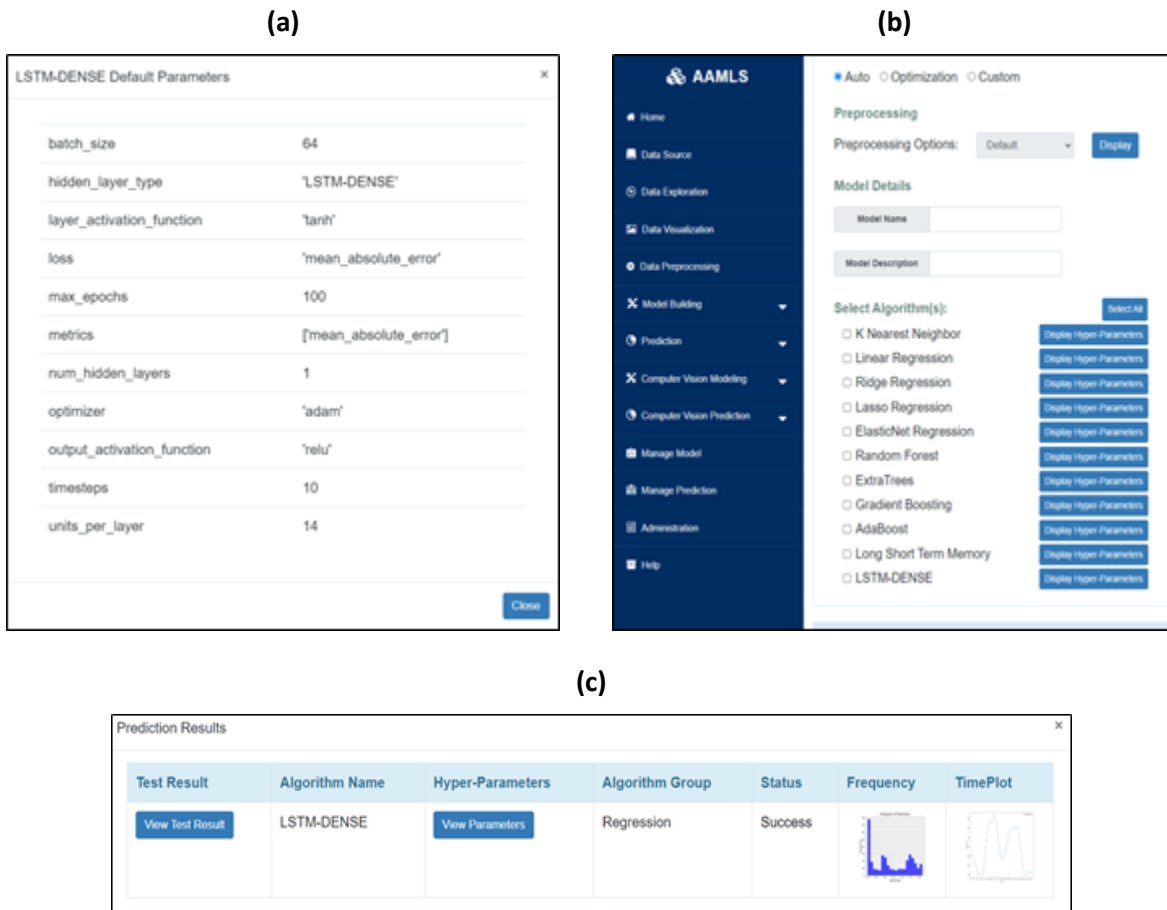 (a)
LSTM-DENSE Default Parameters ×
batch_size 64
hidden_layer_type 'LSTM-DENSE'
layer_activation_function 'tanh'
loss 'mean_absolute_error'
max_epochs 100
metrics ['mean_absolute_error']
num_hidden_layers 1
optimizer 'adam'
output_activation_function 'relu'
timesteps 10
units_per_layer 14
Close
(b)
AAMLS
Home
Data Source
Data Exploration
Data Visualization
Data Preprocessing
Model Building
Prediction
Computer Vision Modeling
Computer Vision Prediction
Manage Model
Manage Prediction
Administration
Help
Auto Optimization Custom
Preprocessing
Preprocessing Options: Default Display
Model Details
Model Name
Model Description
Select Algorithm(s): Select All
K Nearest Neighbor Display Hyper-Parameters
Linear Regression Display Hyper-Parameters
Ridge Regression Display Hyper-Parameters
Lasso Regression Display Hyper-Parameters
ElasticNet Regression Display Hyper-Parameters
Random Forest Display Hyper-Parameters
ExtraTrees Display Hyper-Parameters
Gradient Boosting Display Hyper-Parameters
AdaBoost Display Hyper-Parameters
Long Short Term Memory Display Hyper-Parameters
LSTM-DENSE Display Hyper-Parameters
(c)
Prediction Results ×
Test Result Algorithm Name Hyper-Parameters Algorithm Group Status Frequency TimePlot
View Test Result LSTM-DENSE View Parameters Regression Success